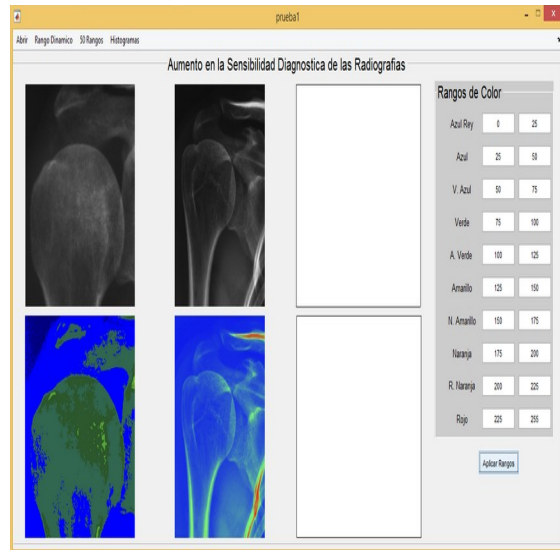 prueba1
Abrir Rango Dinamico 50 Rangos Histogramas
Aumento en la Sensibilidad Diagnostica de las Radiografias
Rangos de Color
Azul Rey 0 25
Azul 25 50
V. Azul 50 75
Verde 75 100
A. Verde 100 125
Amarillo 125 150
N. Amarillo 150 175
Naranja 175 200
R. Naranja 200 225
Rojo 225 255
Aplicar Rangos